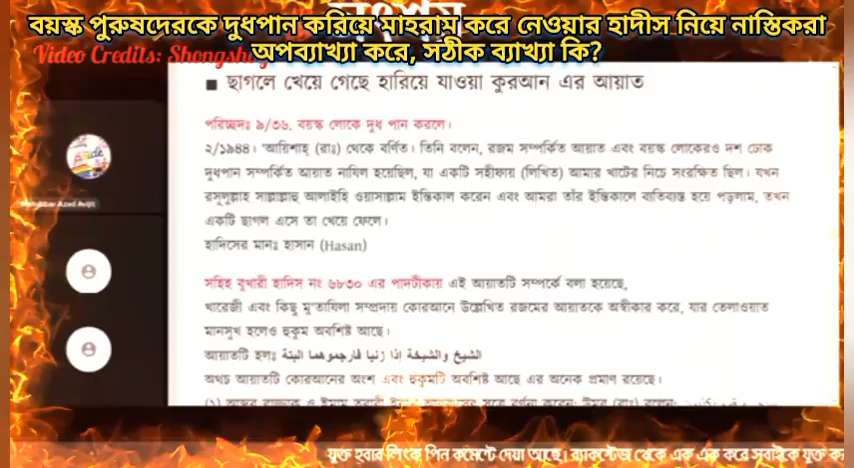 বয়স্ক পুরুষদেরকে দুধপান করিয়ে মাহরাম করে নেওয়ার হাদীস নিয়ে নাস্তিকরা
অপব্যাখ্যা করে, সঠীক ব্যাখ্যা কি?
Video Credits:
■ ছাগলে খেয়ে গেছে হারিয়ে যাওয়া কুরআন এর আয়াত
পরিচ্ছদঃ ৯/৩৬. বয়স্ক লোকে দুধ পান করলে।
২/১৯৪৪। 'আয়িশাহ্ (রাঃ) থেকে বর্ণিত। তিনি বলেন, রজম সম্পর্কিত আয়াত এবং বয়স্ক লোকেরও দশ ঢোক
দুধপান সম্পর্কিত আয়াত নাযিল হয়েছিল, যা একটি সহীফায় (লিখিত) আমার খাটের নিচে সংরক্ষিত ছিল। যখন
রসূলুল্লাহ সাল্লাল্লাহু আলাইহি ওয়াসাল্লাম ইন্তিকাল করেন এবং আমরা তাঁর ইন্তিকালে ব্যতিব্যস্ত হয়ে পড়লাম, তখন
একটি ছাগল এসে তা খেয়ে ফেলে।
হাদিসের মানঃ হাসান (Hasan)
সহিহ বুখারী হাদিস নং ৬৮৩০ এর পাদটীকায় এই আয়াতটি সম্পর্কে বলা হয়েছে,
খারেজী এবং কিছু মু'তাযিলা সম্প্রদায় কোরআনে উল্লেখিত রজমের আয়াতকে অস্বীকার করে, যার তেলাওয়াত
মানসুখ হলেও হুকুম অবশিষ্ট আছে।
আয়াতটি হলঃ الشيخ والشيخة إذا زنيا فارجموهما البتة
অথচ আয়াতটি কোরআনের অংশ এবং হুকুমটি অবশিষ্ট আছে এর অনেক প্রমাণ রয়েছে।
যুক্ত হবার লিংক পিন কমেন্টে দেয়া আছে। ব্যাকস্টেজ থেকে এক এক করে সবাইকে যুক্ত